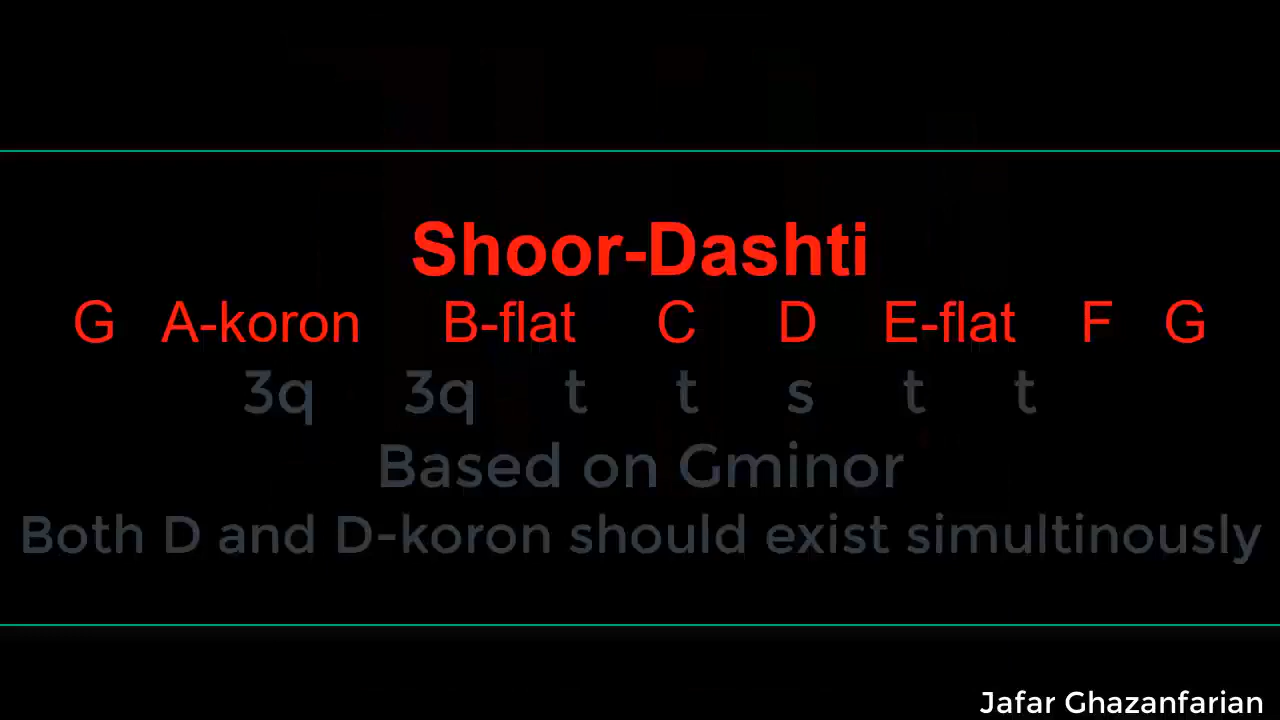 Shoor-Dashti
G A-koron B-flat C D E-flat F G
3q 3q t t s t t
Based on Gminor
Both D and D-koron should exist simultinously
Jafar Ghazanfarian